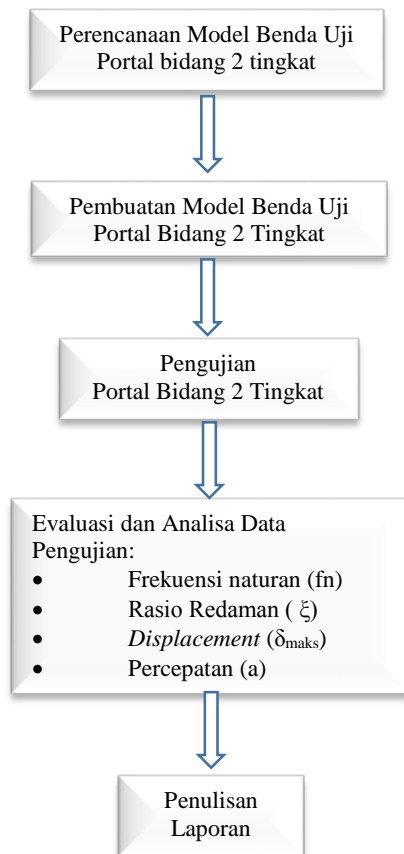 Perencanaan Model Benda Uji
Portal bidang 2 tingkat
Pembuatan Model Benda Uji
Portal Bidang 2 Tingkat
Pengujian
Portal Bidang 2 Tingkat
Evaluasi dan Analisa Data
Pengujian:
• Frekuensi naturan (fn)
• Rasio Redaman ( ξ)
• Displacement (δmaks)
• Percepatan (a)
Penulisan
Laporan